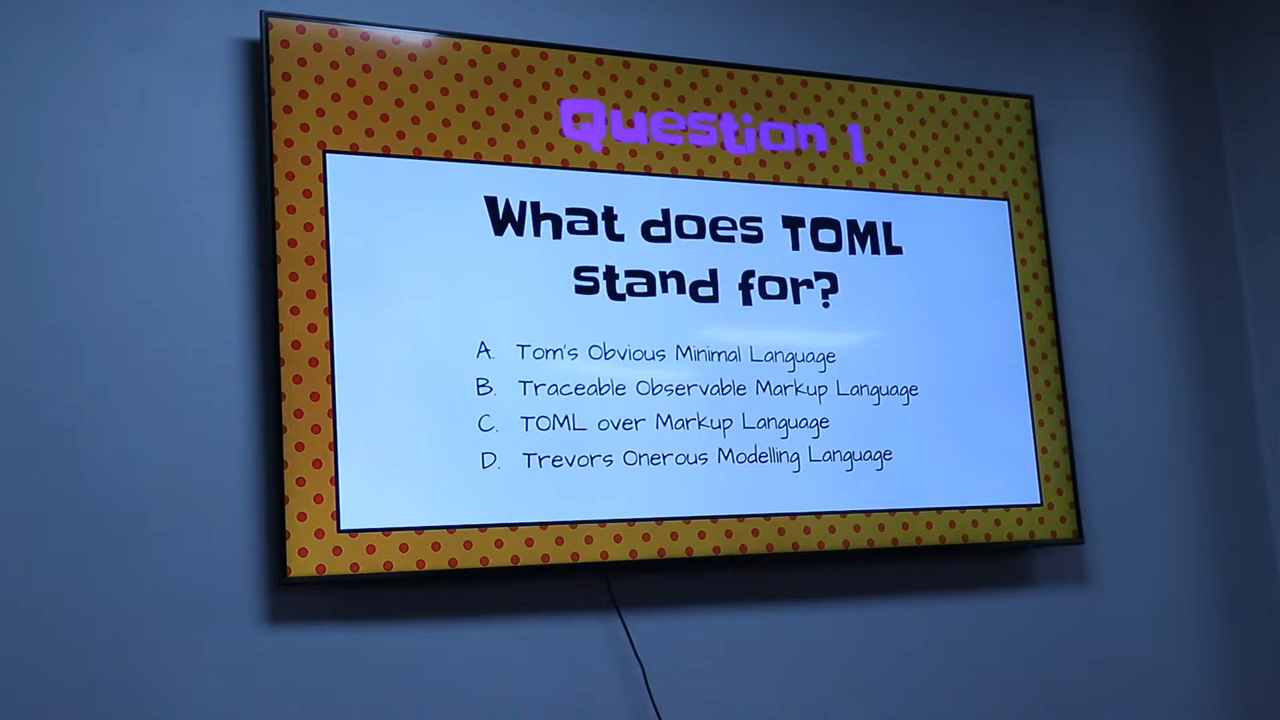 Question 1
What does TOML
stand for?
A. Tom's Obvious Minimal Language
B. Traceable Observable Markup Language
C. TOML over Markup Language
D. Trevors Onerous Modelling Language